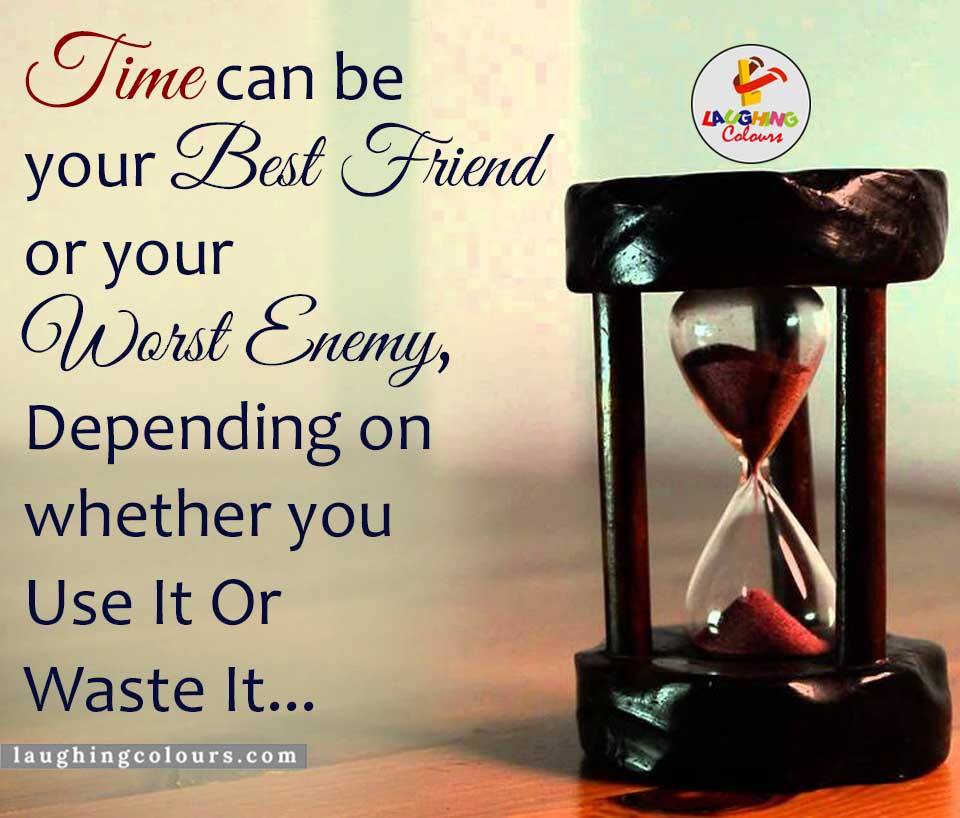 Time can be
your Best Friend
or your
Worst Enemy,
Depending on
whether you
Use It Or
Waste It...
laughingcolours.com
LAUGHING
Colours